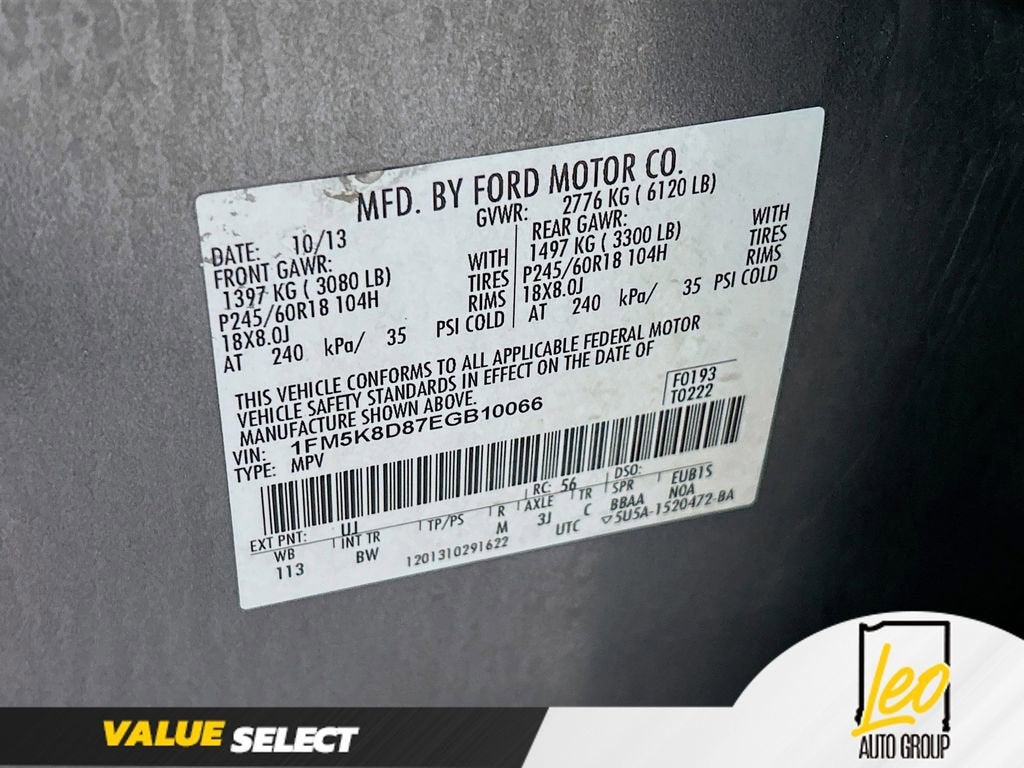 MFD. BY FORD MOTOR CO.
DATE: 10/13
GVWR: 2776 KG ( 6120 LB)
FRONT GAWR:
1397 KG ( 3080 LB) WITH
P245/60R18 104H TIRES
18X8.0J RIMS
AT 240 kPa/ 35 PSI COLD
REAR GAWR:
1497 KG ( 3300 LB) WITH
P245/60R18 104H TIRES
18X8.0J RIMS
AT 240 kPa/ 35 PSI COLD
THIS VEHICLE CONFORMS TO ALL APPLICABLE FEDERAL MOTOR
VEHICLE SAFETY STANDARDS IN EFFECT ON THE DATE OF
MANUFACTURE SHOWN ABOVE.
VIN: 1FM5K8D87EGB10066
TYPE: MPV
F0193
T0222
EXT PNT: UJ RC: 56 DSO:
WB INT TR TP/PS R AXLE TR SPR EUB1S
113 BW M 3J C BBAA NOA
1201310291622 UTC ▽5U5A-1520472-BA
VALUE SELECT
Leo
AUTO GROUP